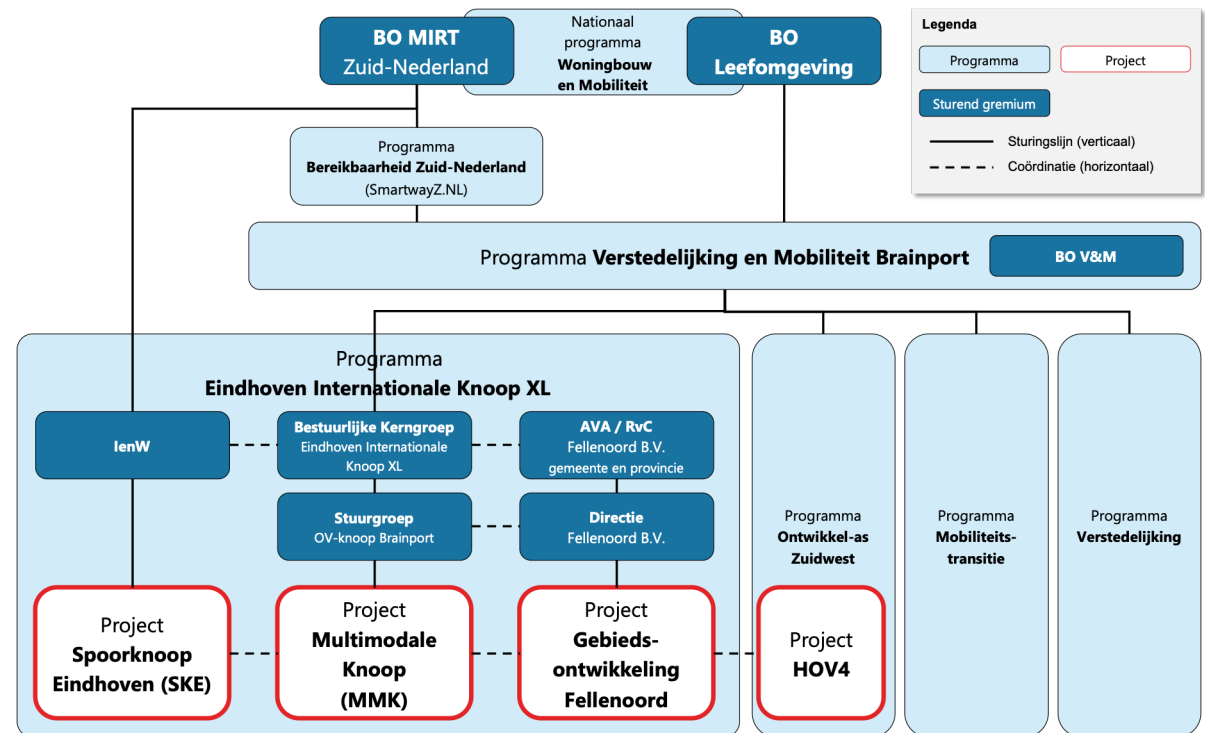 BO MIRT
Zuid-Nederland
Nationaal
programma
Woningbouw
en Mobiliteit
BO
Leefomgeving
Legenda
Programma
Project
Sturend gremium
Sturingslijn (verticaal)
Coördinatie (horizontaal)
Programma
Bereikbaarheid Zuid-Nederland
(SmartwayZ.NL)
Programma Verstedelijking en Mobiliteit Brainport
BO V&M
Programma
Eindhoven Internationale Knoop XL
IenW
Bestuurlijke Kerngroep
Eindhoven Internationale
Knoop XL
AVA / RvC
Fellenoord B.V.
gemeente en provincie
Stuurgroep
OV-knoop Brainport
Directie
Fellenoord B.V.
Programma
Ontwikkel-as
Zuidwest
Programma
Mobiliteits-
transitie
Programma
Verstedelijking
Project
Spoorknoop
Eindhoven (SKE)
Project
Multimodale
Knoop
(MMK)
Project
Gebieds-
ontwikkeling
Fellenoord
Project
HOV4